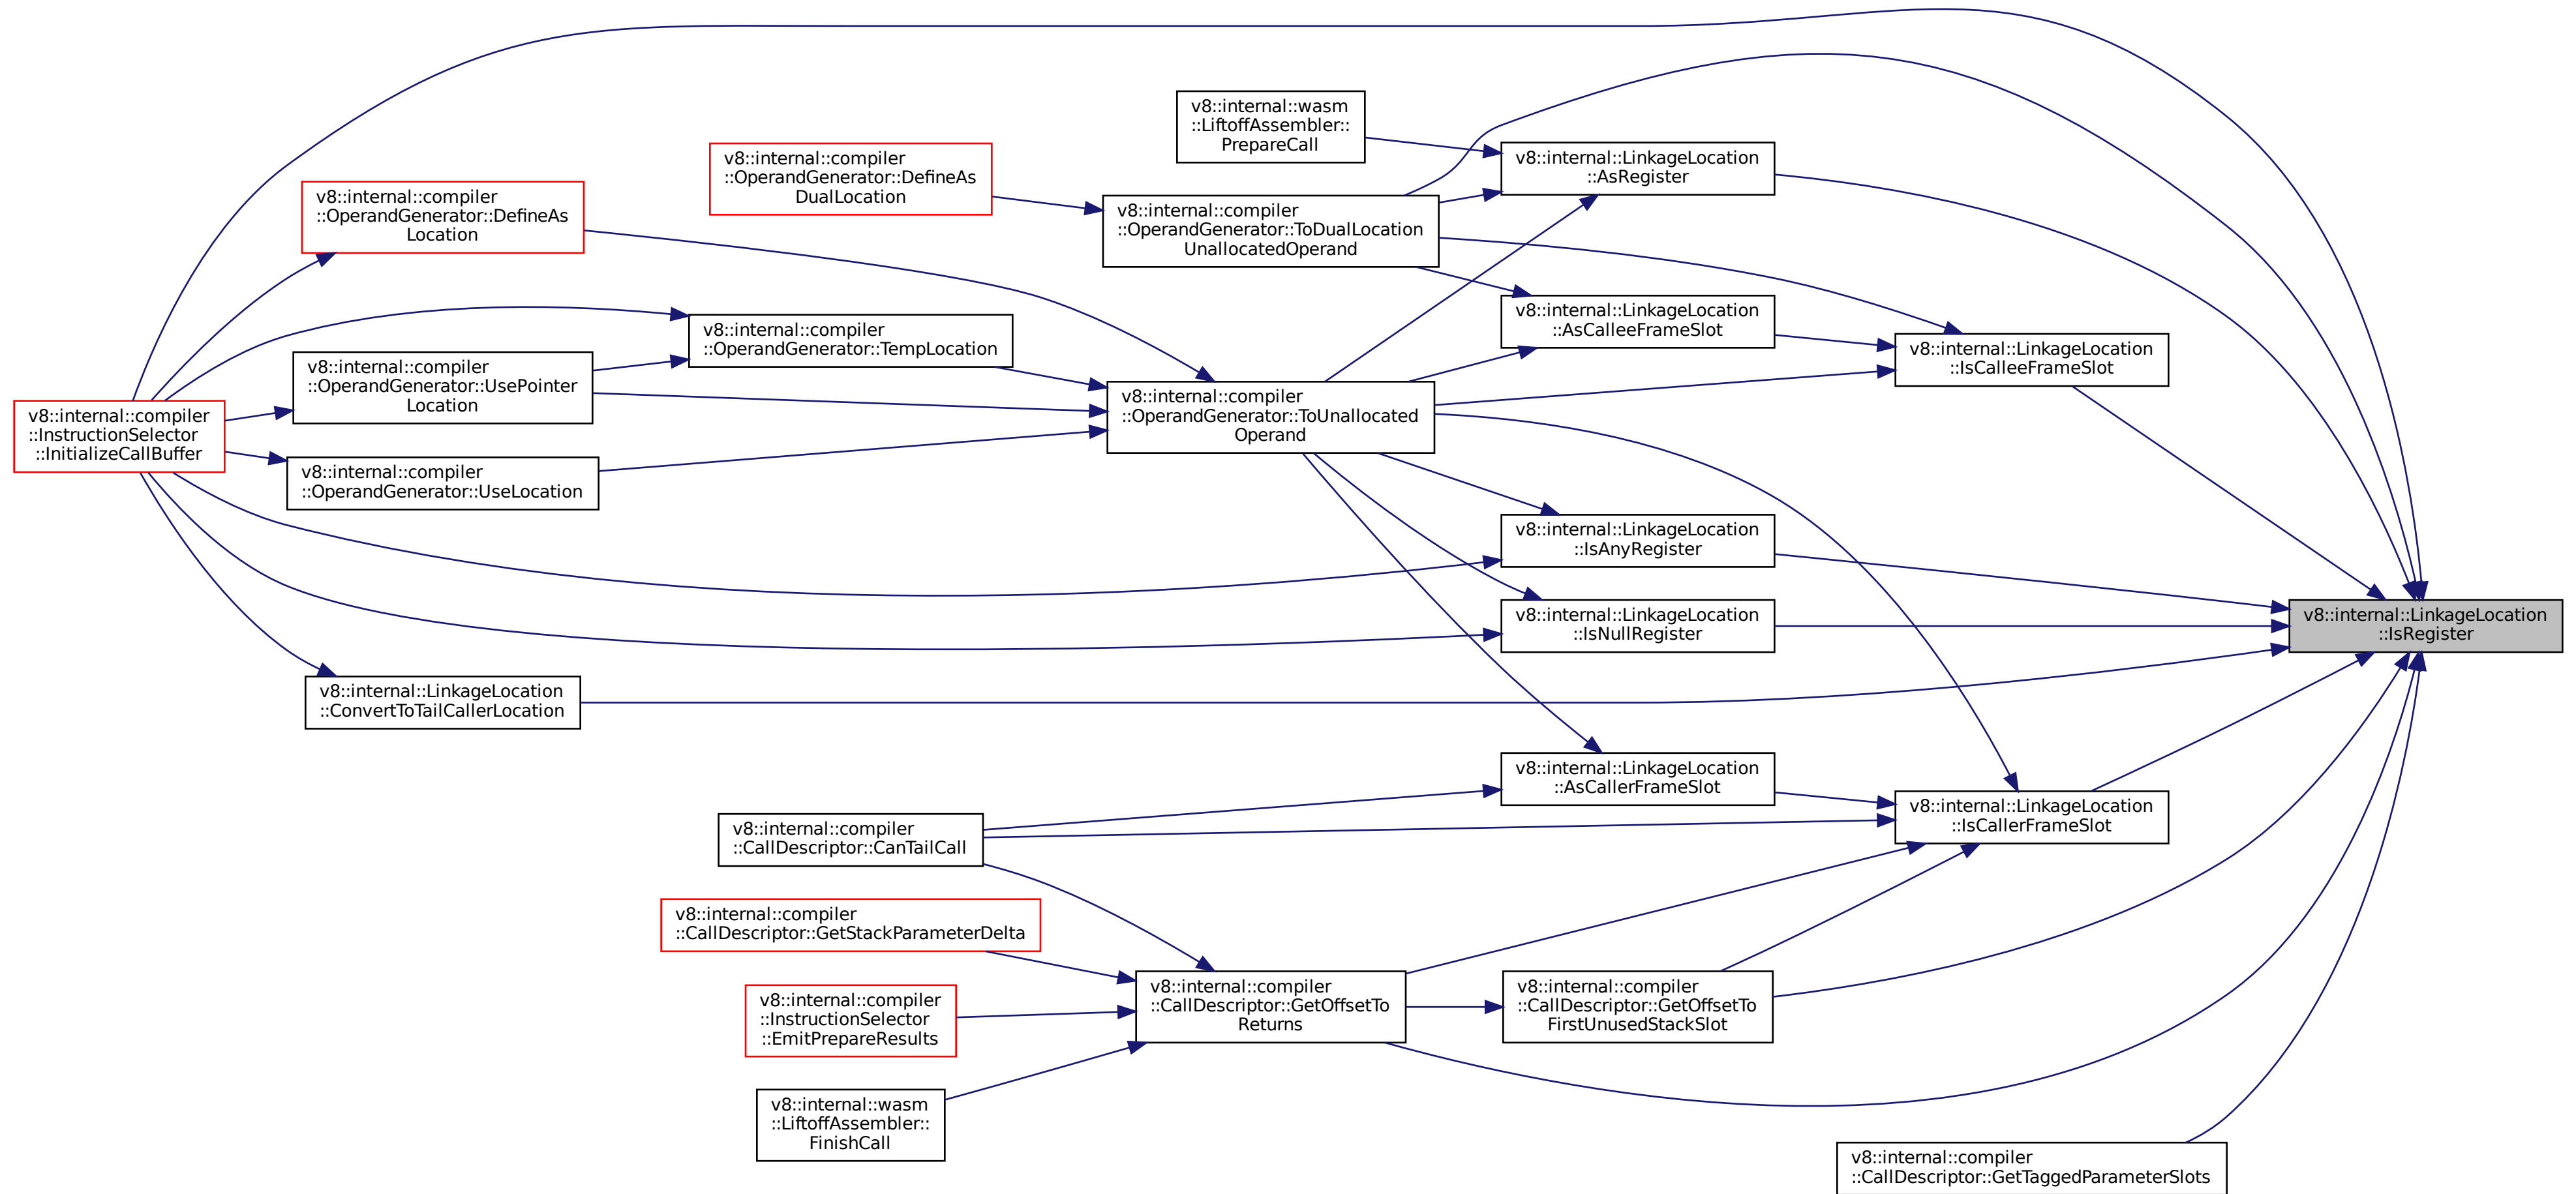 v8::internal::wasm
::LiftoffAssembler::
PrepareCall
v8::internal::compiler
::OperandGenerator::DefineAs
DualLocation
v8::internal::LinkageLocation
::AsRegister
v8::internal::compiler
::OperandGenerator::DefineAs
Location
v8::internal::compiler
::OperandGenerator::ToDualLocation
UnallocatedOperand
v8::internal::LinkageLocation
::AsCalleeFrameSlot
v8::internal::compiler
::OperandGenerator::TempLocation
v8::internal::LinkageLocation
::IsCalleeFrameSlot
v8::internal::compiler
::OperandGenerator::UsePointer
Location
v8::internal::compiler
::OperandGenerator::ToUnallocated
Operand
v8::internal::compiler
::InstructionSelector
::InitializeCallBuffer
v8::internal::compiler
::OperandGenerator::UseLocation
v8::internal::LinkageLocation
::IsAnyRegister
v8::internal::LinkageLocation
::IsNullRegister
v8::internal::LinkageLocation
::IsRegister
v8::internal::LinkageLocation
::ConvertToTailCallerLocation
v8::internal::LinkageLocation
::AsCallerFrameSlot
v8::internal::LinkageLocation
::IsCallerFrameSlot
v8::internal::compiler
::CallDescriptor::CanTailCall
v8::internal::compiler
::CallDescriptor::GetStackParameterDelta
v8::internal::compiler
::CallDescriptor::GetOffsetTo
Returns
v8::internal::compiler
::CallDescriptor::GetOffsetTo
FirstUnusedStackSlot
v8::internal::compiler
::InstructionSelector
::EmitPrepareResults
v8::internal::wasm
::LiftoffAssembler::
FinishCall
v8::internal::compiler
::CallDescriptor::GetTaggedParameterSlots